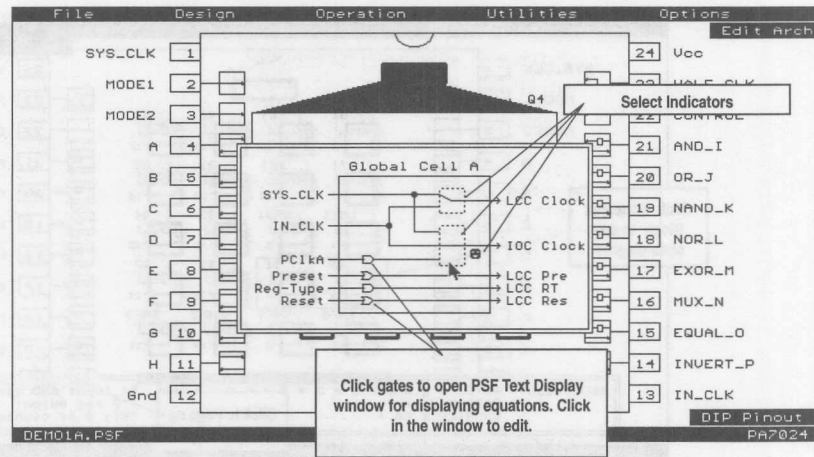 File Design Operation Utilities Options
Edit Arch
SYS_CLK 1
MODE1 2
MODE2 3
A 4
B 5
C 6
D 7
E 8
F 9
G 10
H 11
Gnd 12
24 Vcc
23 HALF_CLK
22 CONTROL
21 AND_I
20 OR_J
19 NAND_K
18 NOR_L
17 EXOR_M
16 MUX_N
15 EQUAL_O
14 INVERT_P
13 IN_CLK
Q4
Select Indicators
Global Cell A
SYS_CLK LCC Clock
IN_CLK IOC Clock
PClkA
Preset LCC Pre
Reg-Type LCC RT
Reset LCC Res
Click gates to open PSF Text Display
window for displaying equations. Click
in the window to edit.
DIP Pinout
DEMO1A.PSF PA7024